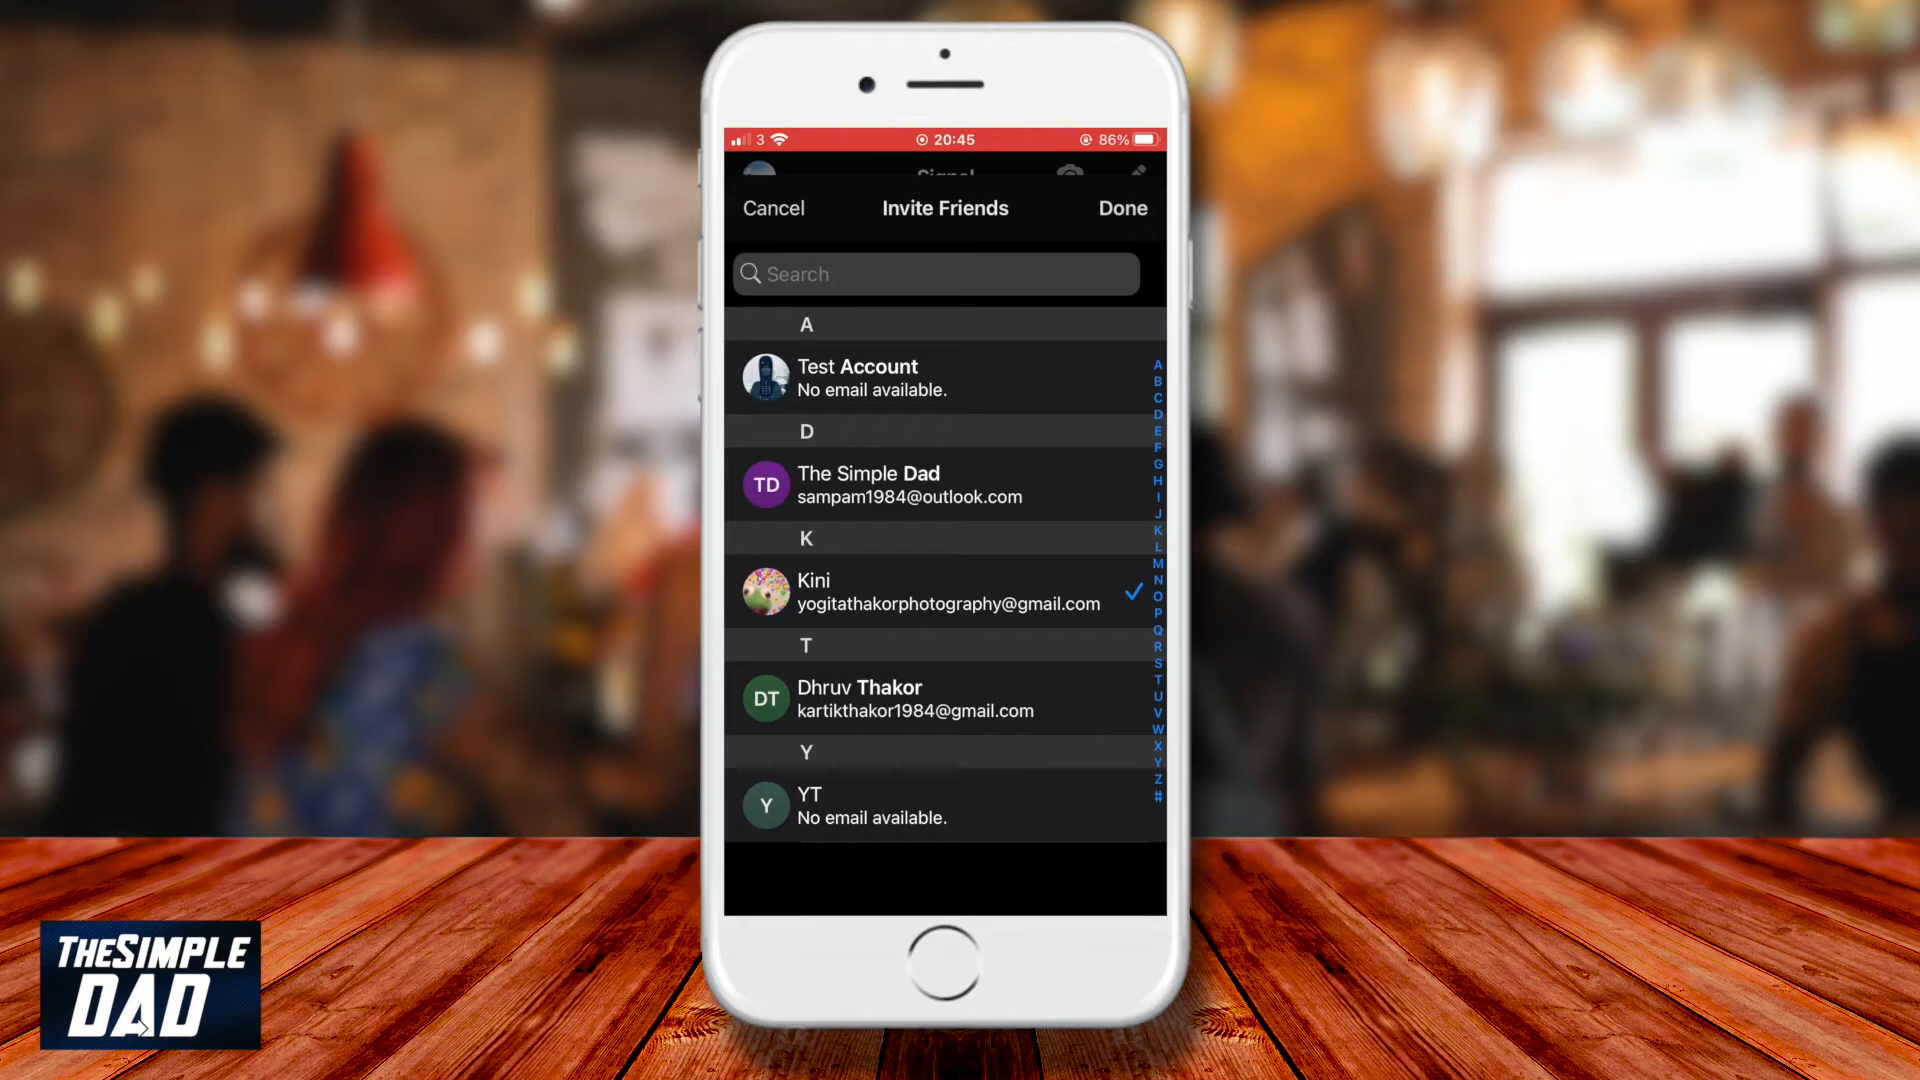 3 20:45 86%
Signal
Cancel Invite Friends Done
Search
A
Test Account
No email available.
D
TD The Simple Dad
sampam1984@outlook.com
K
Kini
yogitathakorphotography@gmail.com
T
DT Dhruv Thakor
kartikthakor1984@gmail.com
Y
Y YT
No email available.
A
B
C
D
E
F
G
H
I
J
K
L
M
N
O
P
Q
R
S
T
U
V
W
X
Y
Z
#
THESIMPLE
DAD